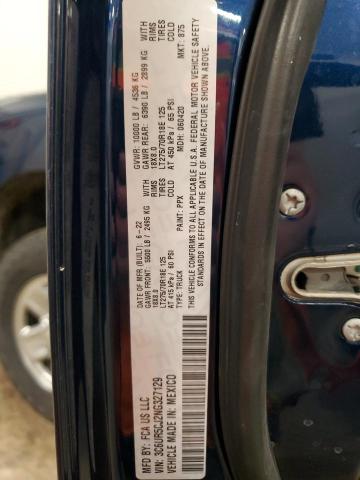 MFD BY:
FCA US LLC
VIN: 3C6UR5CJ2NG327129
VEHICLE MADE IN: MEXICO
DATE OF MFR (BUILT): 6-22
GAWR FRONT: 5500 LB / 2495 KG WITH
18X8.0 RIMS
LT275/70R18E 125 TIRES
AT 415 kPa / 60 PSI COLD
TYPE: TRUCK PAINT: PPX
GVWR: 10000 LB / 4536 KG
GAWR REAR: 6390 LB / 2899 KG WITH
18X8.0 RIMS
LT275/70R18E 125 TIRES
AT 450 kPa / 65 PSI COLD
MDH: 060420 MKT: 875
THIS VEHICLE CONFORMS TO ALL APPLICABLE U.S.A. FEDERAL MOTOR VEHICLE SAFETY
STANDARDS IN EFFECT ON THE DATE OF MANUFACTURE SHOWN ABOVE.